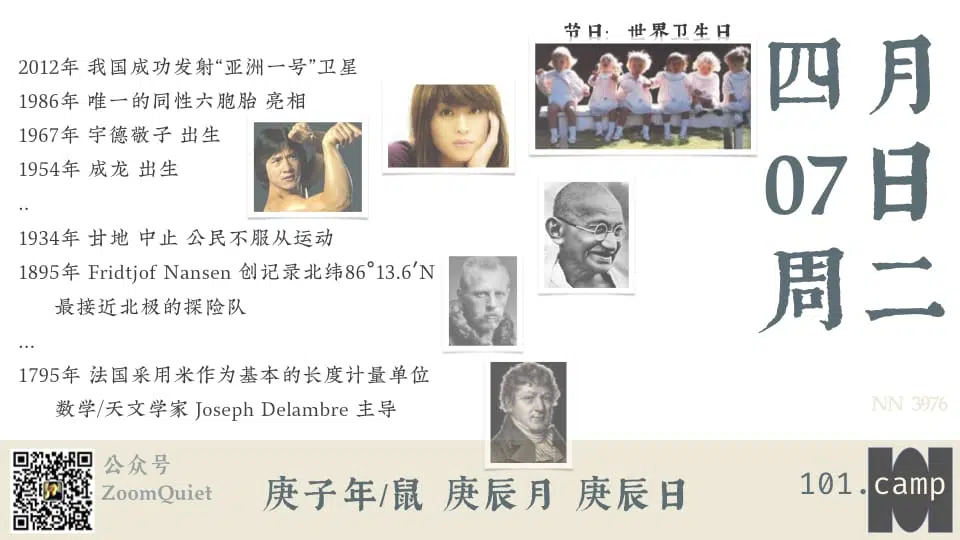 节日: 世界卫生日
四月
07日
周二
2012年 我国成功发射“亚洲一号”卫星
1986年 唯一的同性六胞胎 亮相
1967年 宇德敬子 出生
1954年 成龙 出生
..
1934年 甘地 中止 公民不服从运动
1895年 Fridtjof Nansen 创记录北纬86°13.6′N
最接近北极的探险队
...
1795年 法国采用米作为基本的长度计量单位
数学/天文学家 Joseph Delambre 主导
NN 3976
公众号
ZoomQuiet
庚子年/鼠 庚辰月 庚辰日
101.camp